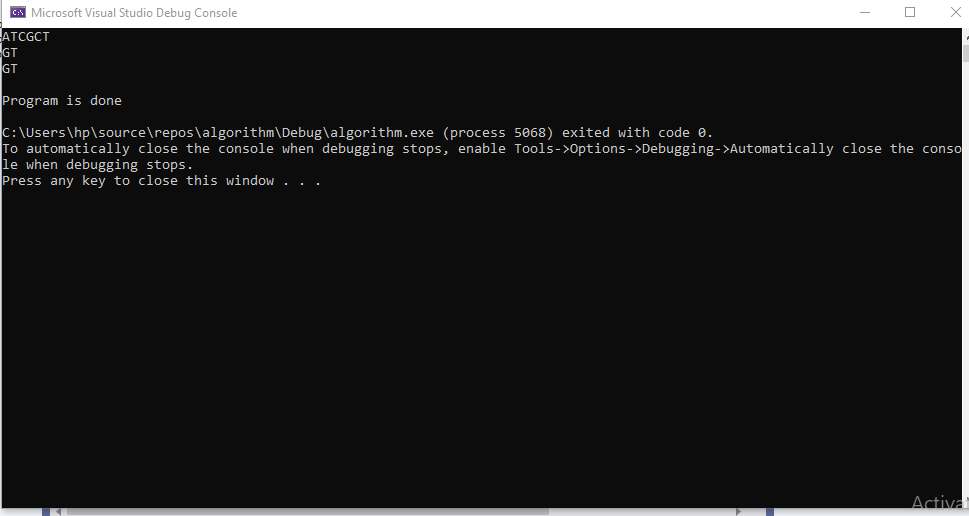 Microsoft Visual Studio Debug Console
ATCGCT
GT
GT
Program is done
C:\Users\hp\source\repos\algorithm\Debug\algorithm.exe (process 5068) exited with code 0.
To automatically close the console when debugging stops, enable Tools->Options->Debugging->Automatically close the conso
le when debugging stops.
Press any key to close this window . . .